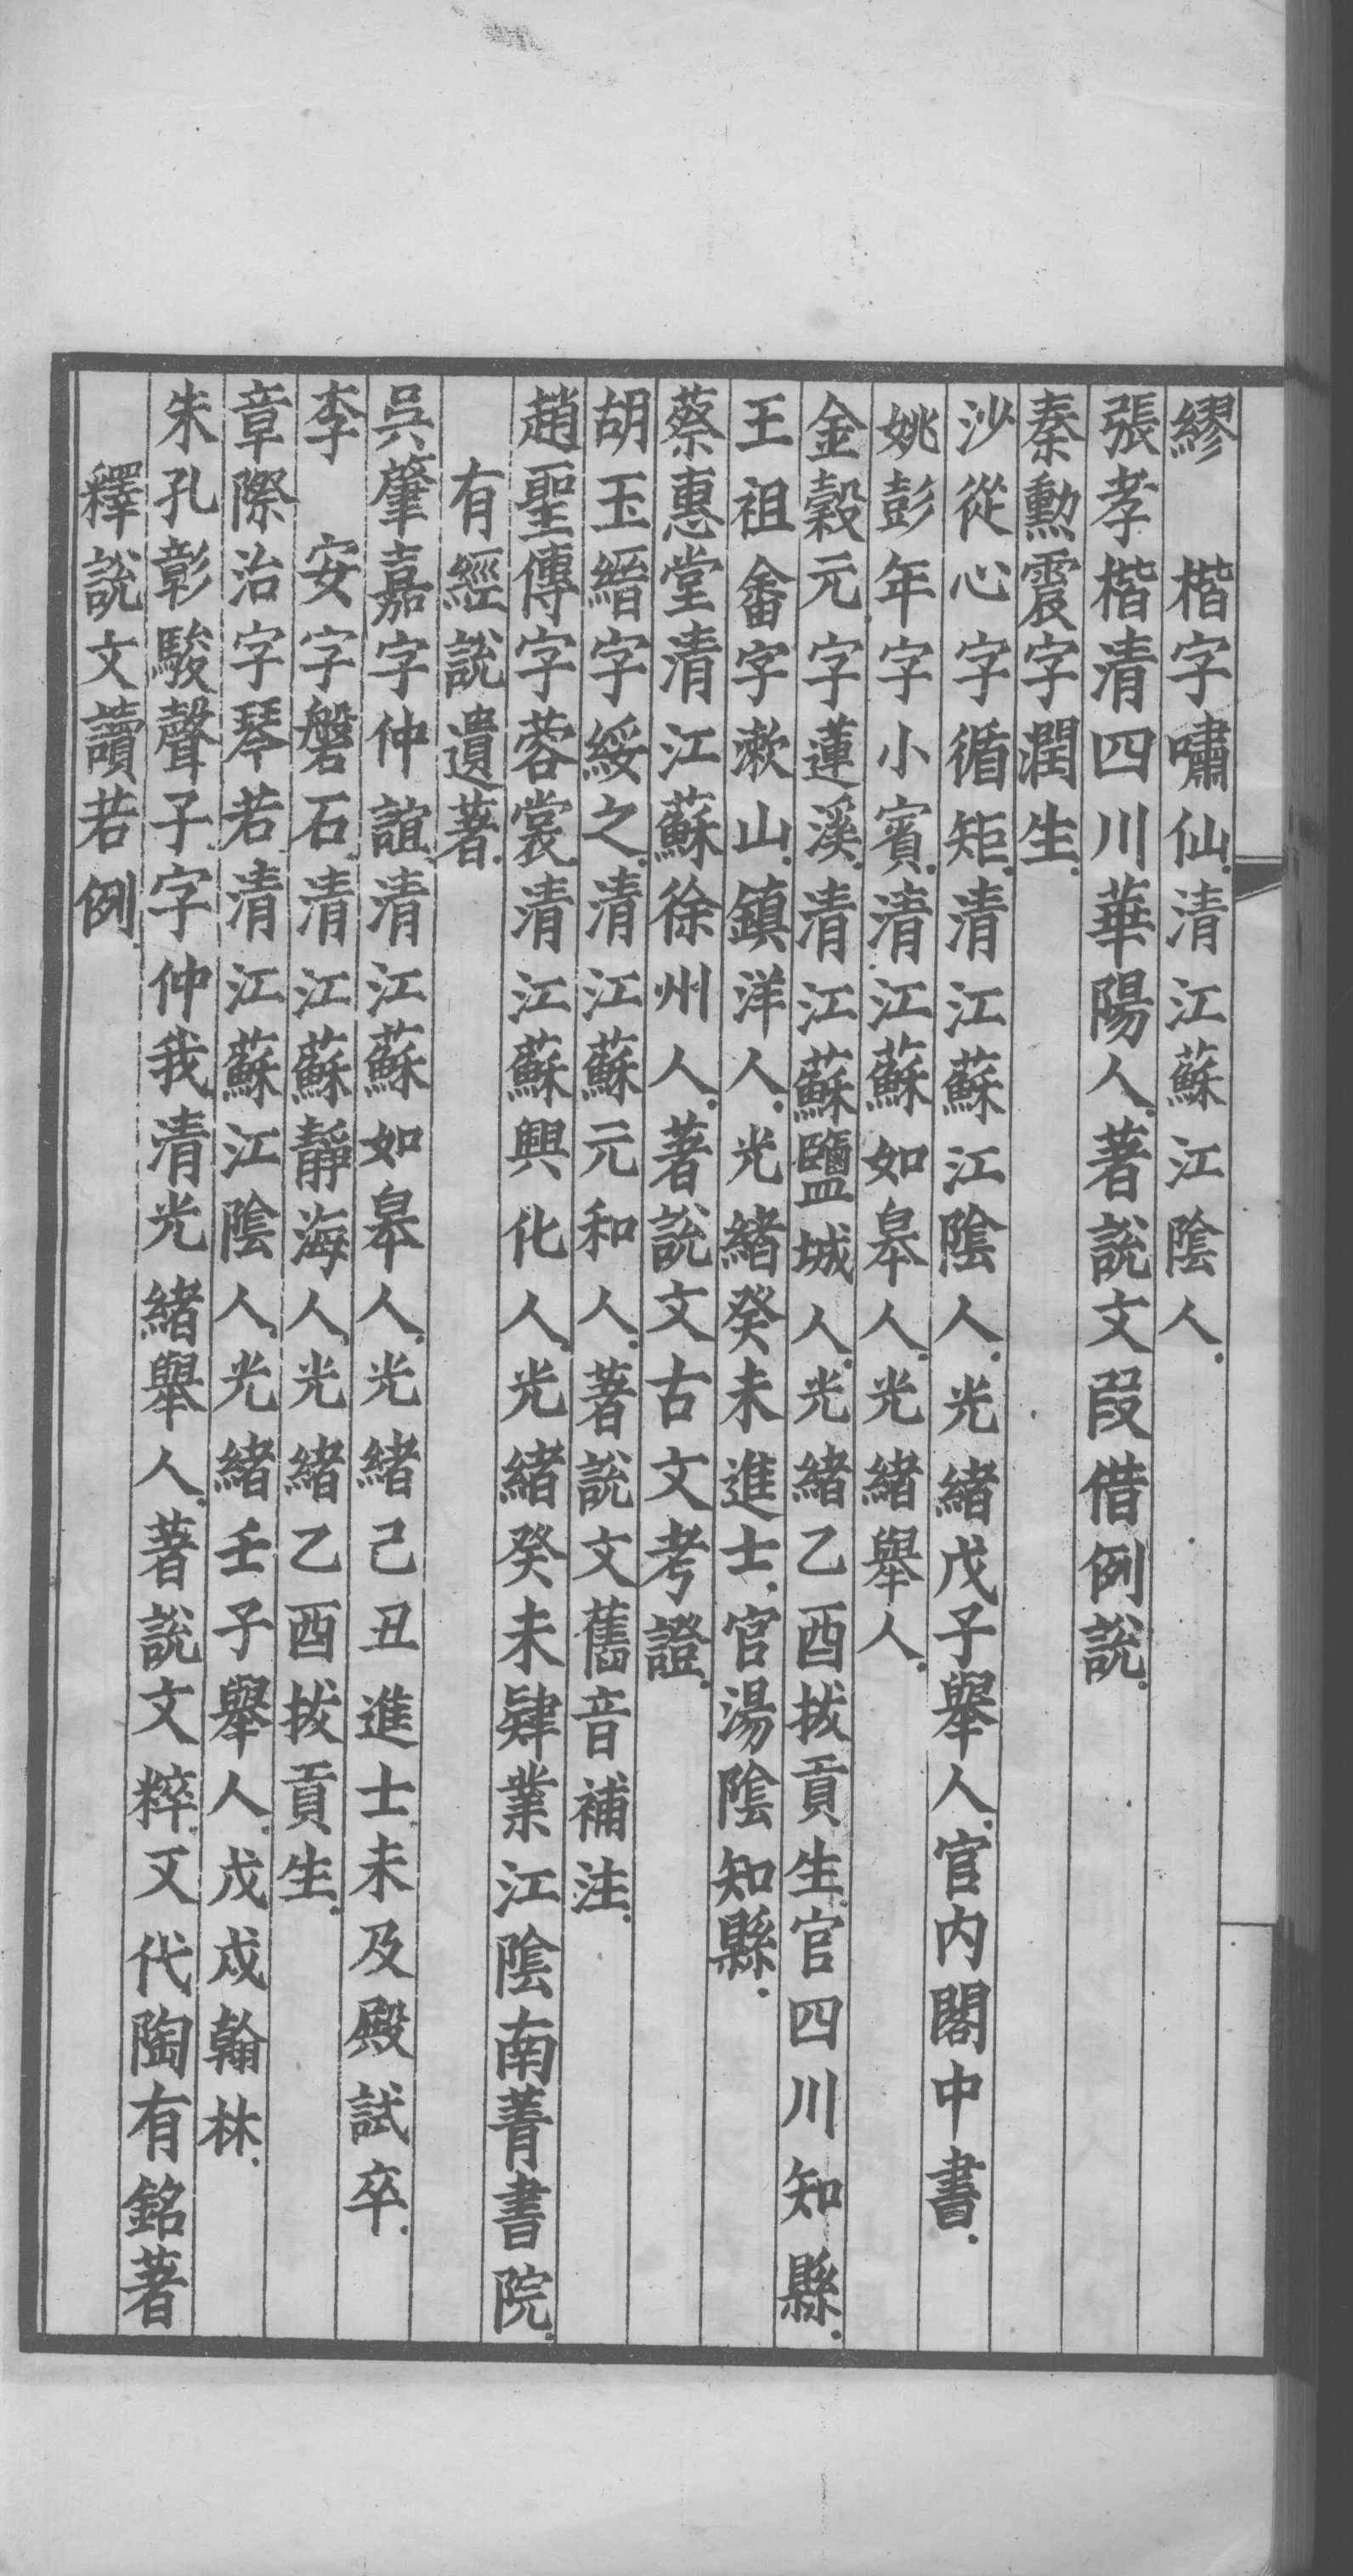 繆　楷字嘯仙.清江蘇江陰人.
張孝楷清四川華陽人.著說文叚借例說.
秦勲震字潤生.
沙從心字循矩.清江蘇江陰人.光緒戊子舉人.官内閣中書.
姚彭年字小賓.清江蘇如皋人.光緒舉人.
金穀元字蓮溪.清江蘇鹽城人.光緒乙酉拔貢生.官四川知縣.
王祖畬字漱山.鎮洋人.光緒癸未進士.官湯陰知縣.
蔡惠堂清江蘇徐州人.著說文古文考證.
胡玉縉字綏之.清江蘇元和人.著說文舊音補注.
趙聖傳字蓉裳.清江蘇興化人.光緒癸未肄業江陰南菁書院.
有經說遺著.
吳肇嘉字仲誼.清江蘇如皋人.光緒己丑進士.未及殿試卒.
李　安字磐石.清江蘇靜海人.光緒乙酉拔貢生.
章際治字琴若.清江蘇江陰人.光緒壬子舉人.戊戌翰林.
朱孔彰駿聲子.字仲我.清光緒舉人.著說文粹.又代陶有銘著
釋說文讀若例.